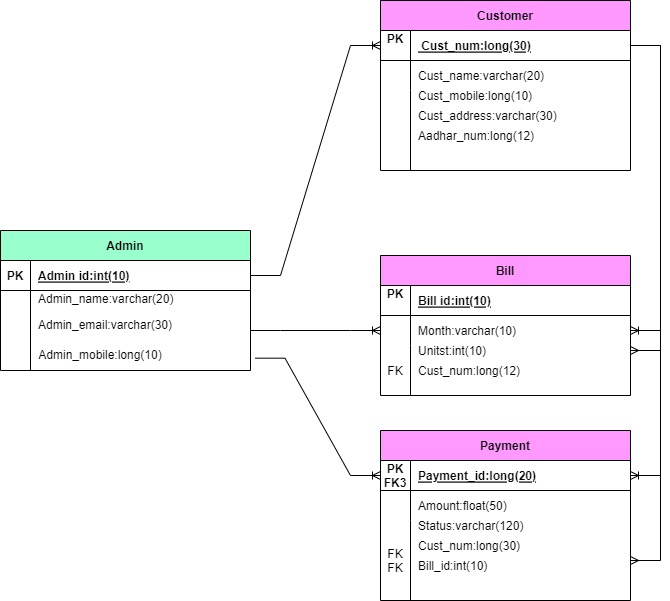 Customer
PK Cust_num:long(30)
Cust_name:varchar(20)
Cust_mobile:long(10)
Cust_address:varchar(30)
Aadhar_num:long(12)
Admin
PK Admin id:int(10)
Admin_name:varchar(20)
Admin_email:varchar(30)
Admin_mobile:long(10)
Bill
PK Bill id:int(10)
Month:varchar(10)
Unitst:int(10)
FK Cust_num:long(12)
Payment
PK
FK3 Payment_id:long(20)
Amount:float(50)
Status:varchar(120)
FK Cust_num:long(30)
FK Bill_id:int(10)